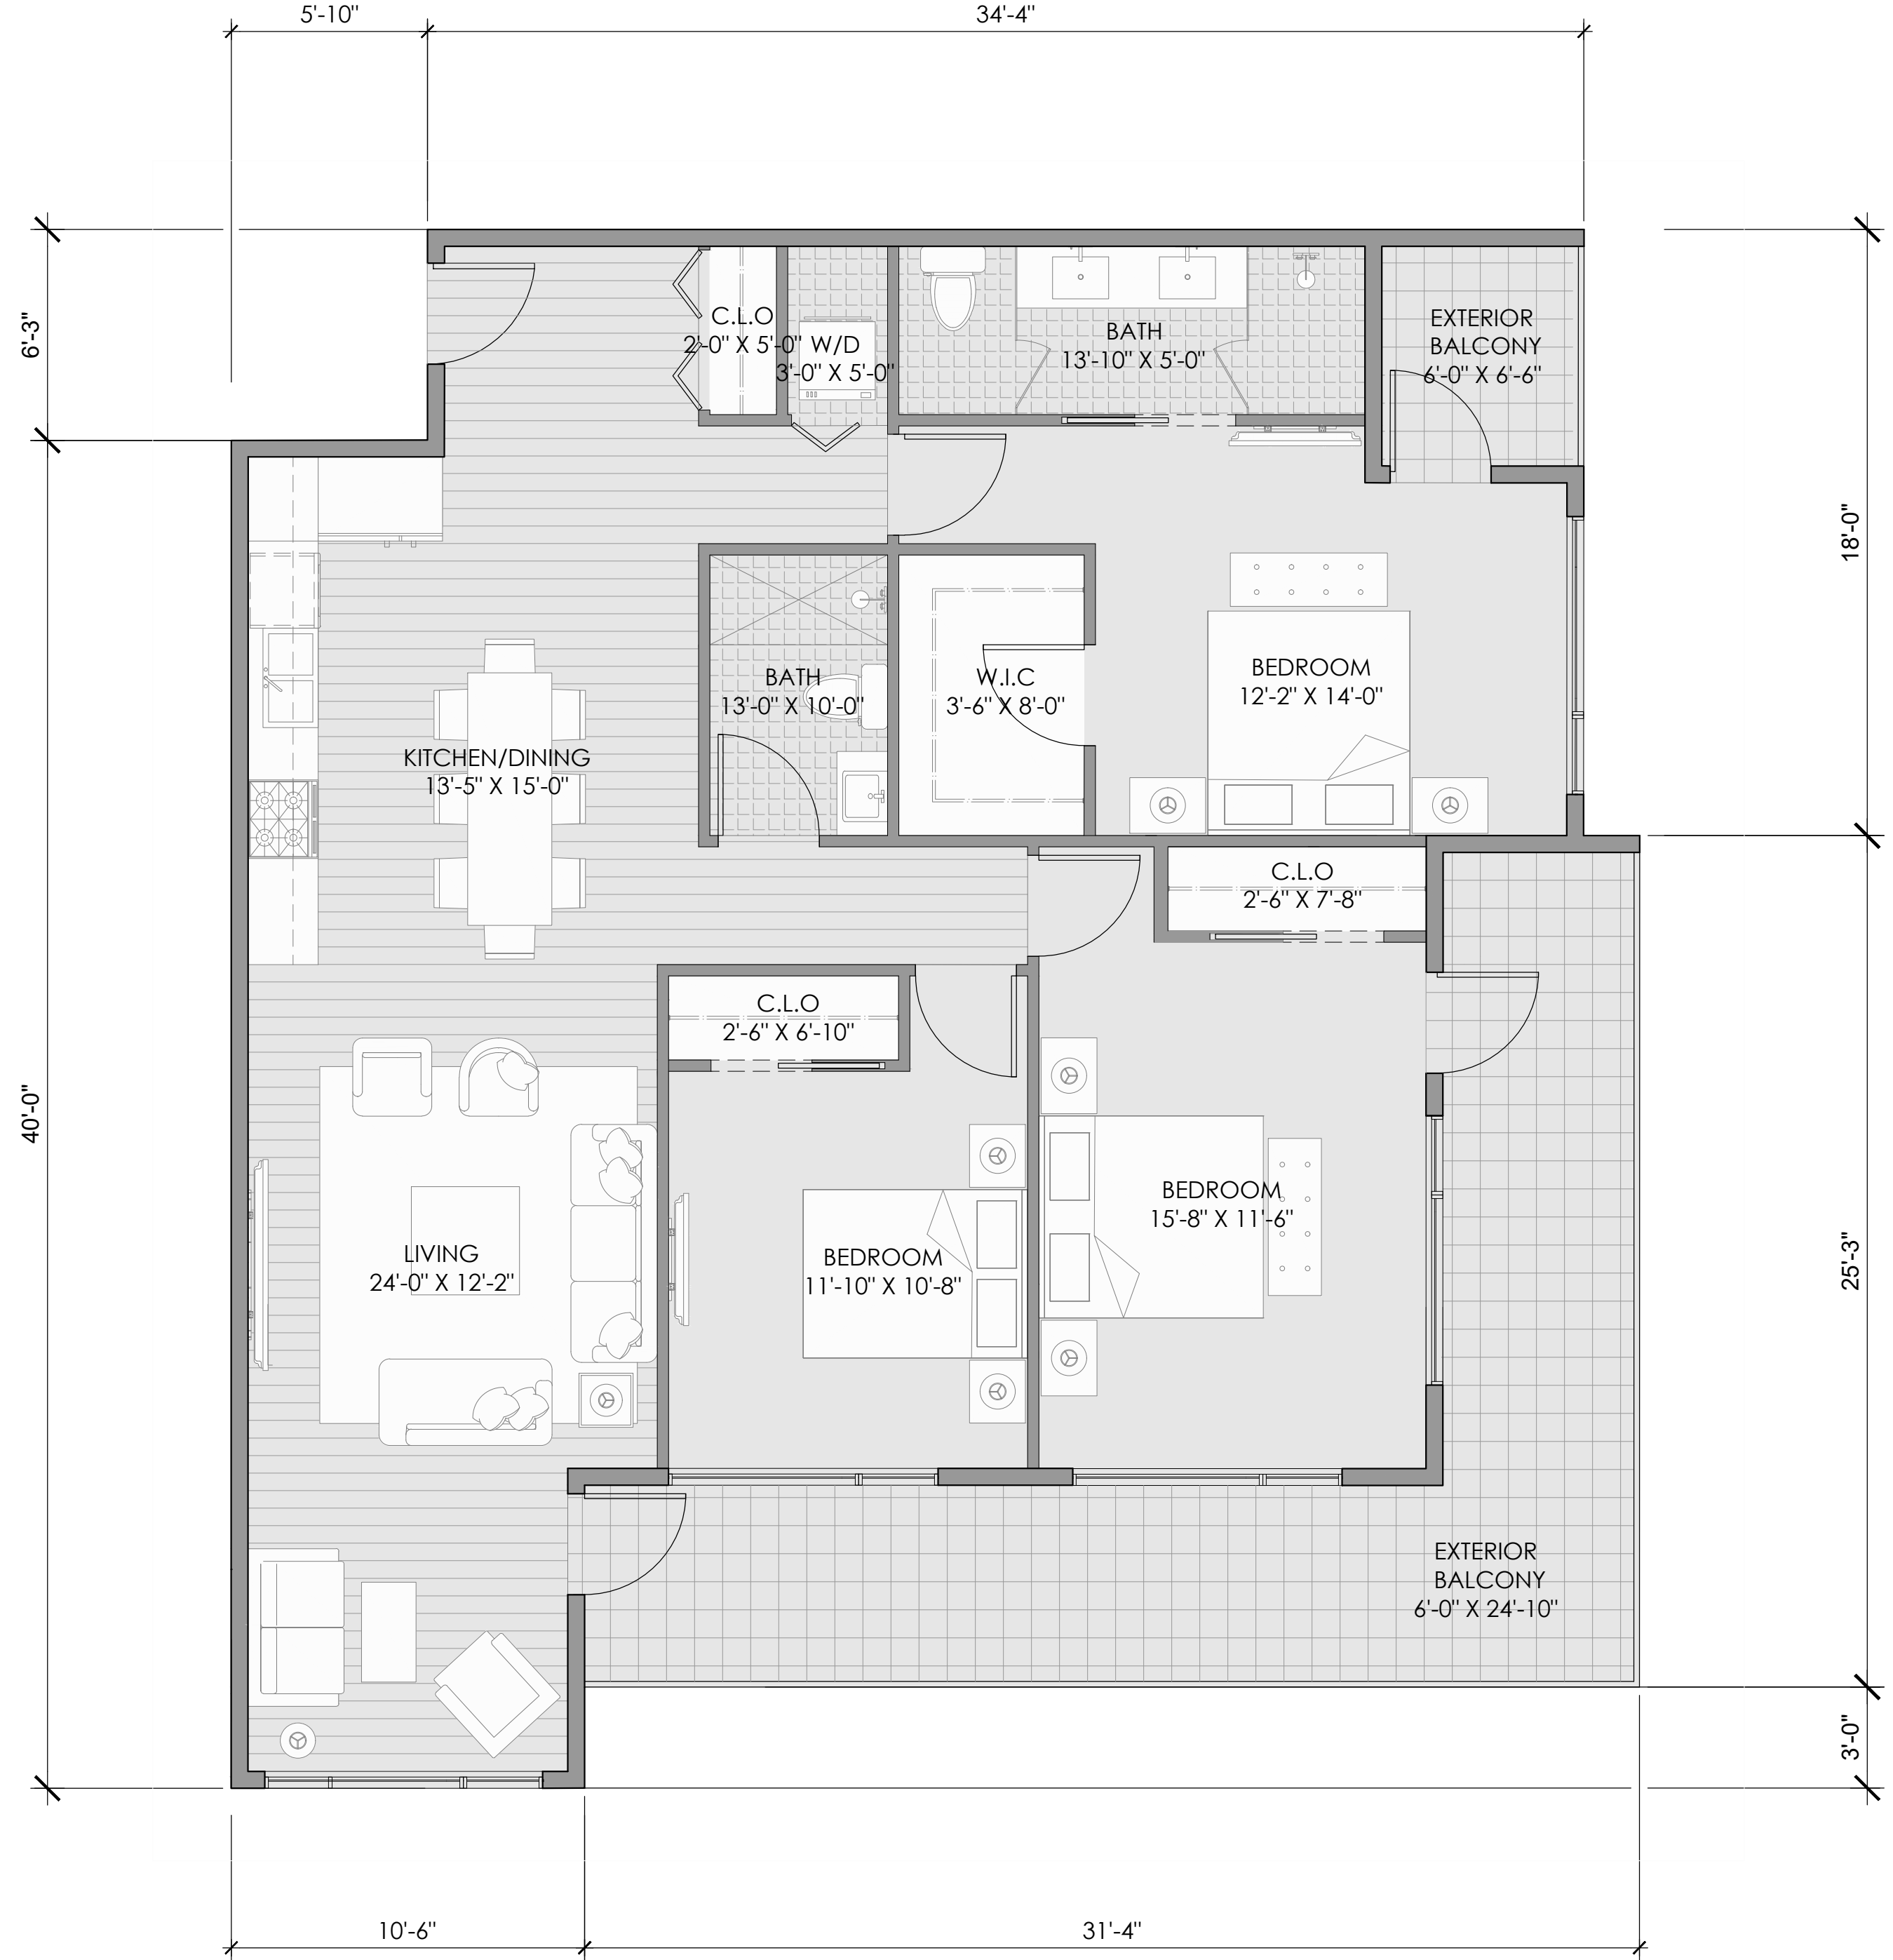 5'-10"
34'-4"
6'-3"
C.L.O
2'-0" X 5'-0"
W/D
3'-0" X 5'-0"
BATH
13'-10" X 5'-0"
EXTERIOR
BALCONY
6'-0" X 6'-6"
18'-0"
BATH
13'-0" X 10'-0"
W.I.C
3'-6" X 8'-0"
BEDROOM
12'-2" X 14'-0"
KITCHEN/DINING
13'-5" X 15'-0"
C.L.O
2'-6" X 7'-8"
C.L.O
2'-6" X 6'-10"
40'-0"
BEDROOM
15'-8" X 11'-6"
LIVING
24'-0" X 12'-2"
BEDROOM
11'-10" X 10'-8"
25'-3"
EXTERIOR
BALCONY
6'-0" X 24'-10"
3'-0"
10'-6"
31'-4"